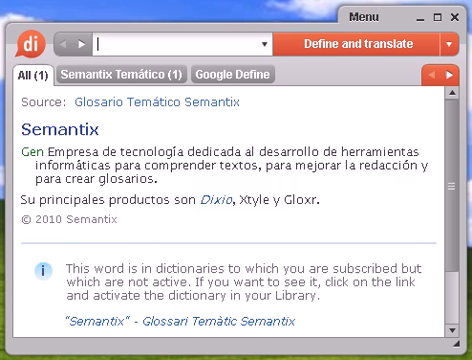 Menu
di
Define and translate
All (1) Semantix Temático (1) Google Define
Source: Glosario Temático Semantix
Semantix
Gen Empresa de tecnología dedicada al desarrollo de herramientas
informáticas para comprender textos, para mejorar la redacción y
para crear glosarios.
Su principales productos son Dixio, Xtyle y Gloxr.
© 2010 Semantix
i
This word is in dictionaries to which you are subscribed but
which are not active. If you want to see it, click on the link
and activate the dictionary in your Library.
"Semantix" - Glossari Temàtic Semantix